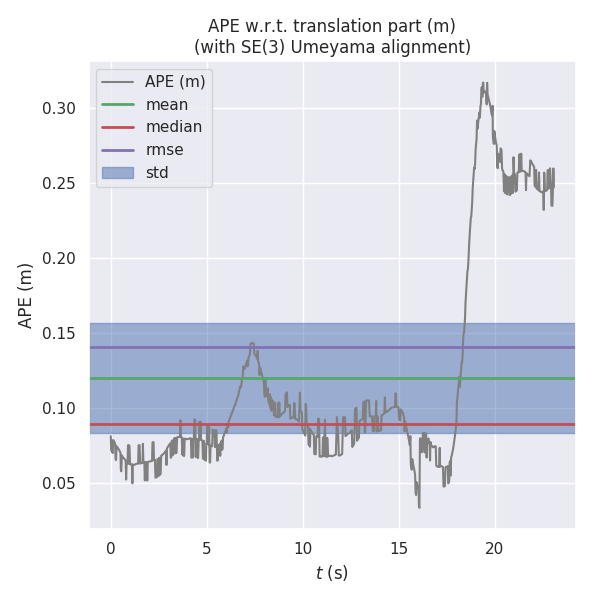 APE w.r.t. translation part (m)
(with SE(3) Umeyama alignment)
APE (m)
mean
median
rmse
std
0.30
0.25
0.20
0.15
0.10
0.05
APE (m)
0
5
10
15
20
t (s)